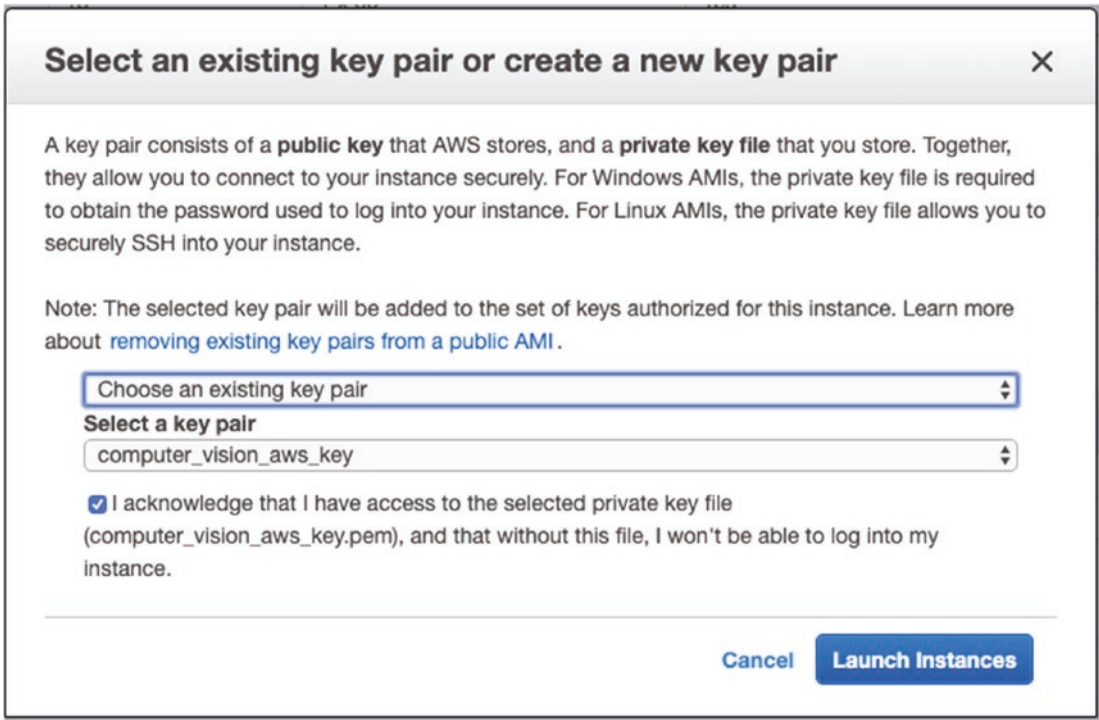 Select an existing key pair or create a new key pair
A key pair consists of a public key that AWS stores, and a private key file that you store. Together,
they allow you to connect to your instance securely. For Windows AMIs, the private key file is required
to obtain the password used to log into your instance. For Linux AMIs, the private key file allows you to
securely SSH into your instance.
Note: The selected key pair will be added to the set of keys authorized for this instance. Learn more
about removing existing key pairs from a public AMI.
Choose an existing key pair
Select a key pair
computer_vision_aws_key
I acknowledge that I have access to the selected private key file
(computer_vision_aws_key.pem), and that without this file, I won't be able to log into my
instance.
Cancel Launch Instances